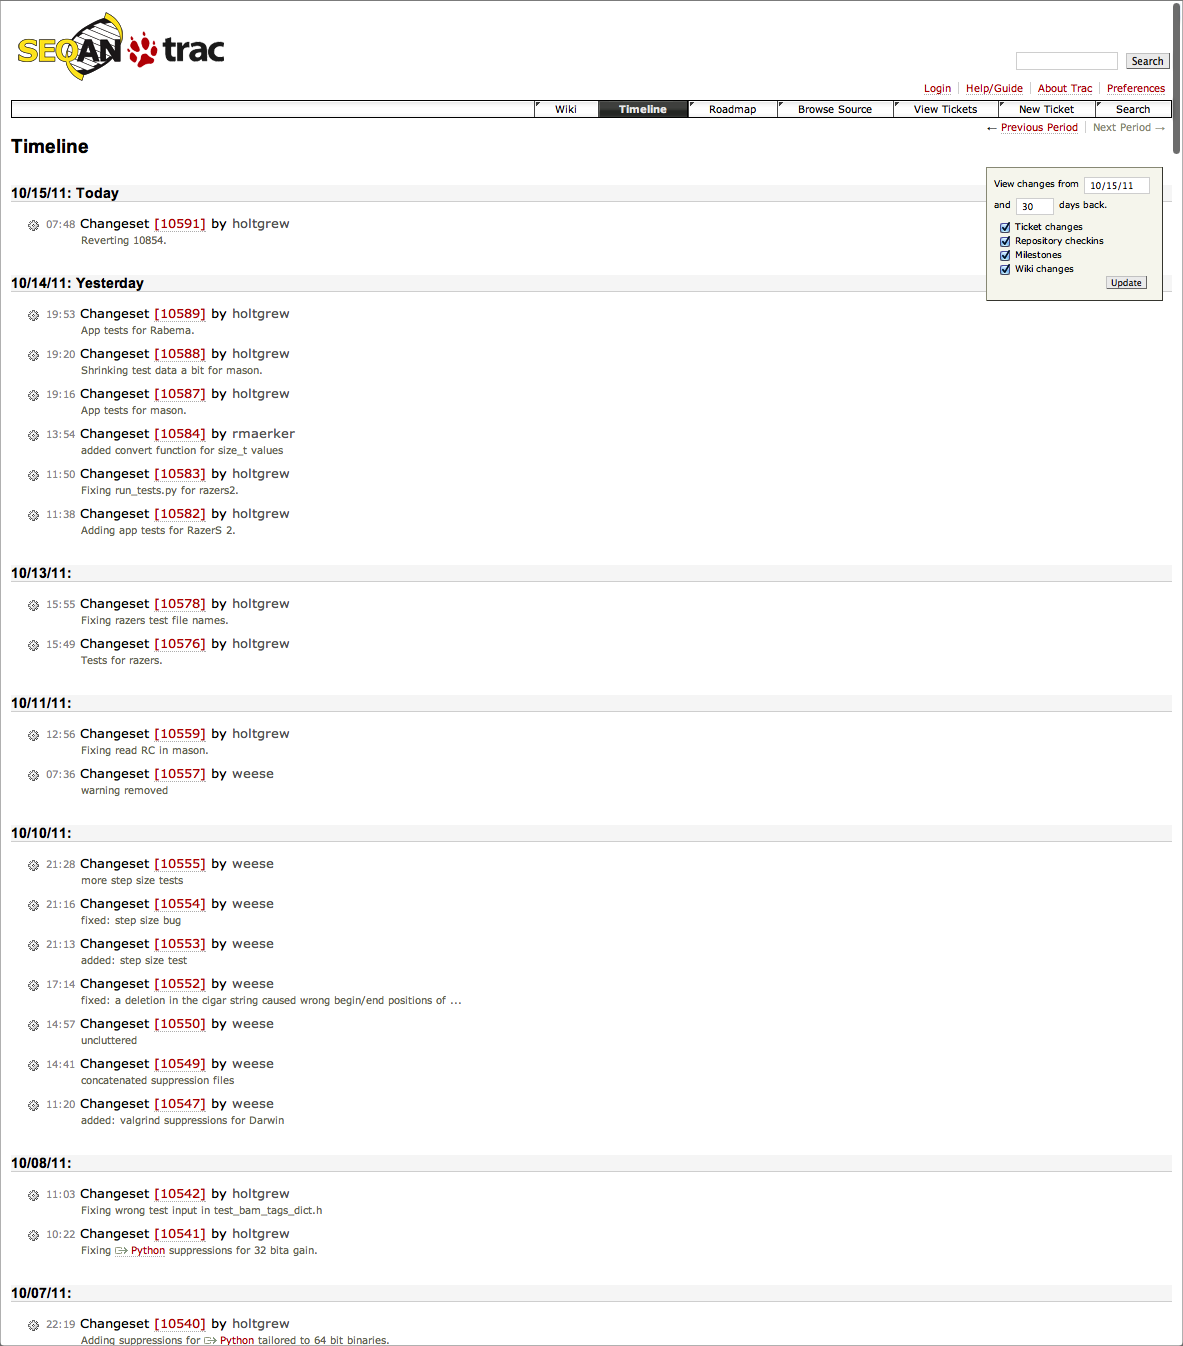 SEQAN trac
Search
Login Help/Guide About Trac Preferences
Wiki Timeline Roadmap Browse Source View Tickets New Ticket Search
← Previous Period Next Period →
Timeline
View changes from 10/15/11
and 30 days back.
Ticket changes
Repository checkins
Milestones
Wiki changes
Update
10/15/11: Today
07:48 Changeset [10591] by holtgrew
Reverting 10854.
10/14/11: Yesterday
19:53 Changeset [10589] by holtgrew
App tests for Rabema.
19:20 Changeset [10588] by holtgrew
Shrinking test data a bit for mason.
19:16 Changeset [10587] by holtgrew
App tests for mason.
13:54 Changeset [10584] by rmaerker
added convert function for size_t values
11:50 Changeset [10583] by holtgrew
Fixing run_tests.py for razers2.
11:38 Changeset [10582] by holtgrew
Adding app tests for RazerS 2.
10/13/11:
15:55 Changeset [10578] by holtgrew
Fixing razers test file names.
15:49 Changeset [10576] by holtgrew
Tests for razers.
10/11/11:
12:56 Changeset [10559] by holtgrew
Fixing read RC in mason.
07:36 Changeset [10557] by weese
warning removed
10/10/11:
21:28 Changeset [10555] by weese
more step size tests
21:16 Changeset [10554] by weese
fixed: step size bug
21:13 Changeset [10553] by weese
added: step size test
17:14 Changeset [10552] by weese
fixed: a deletion in the cigar string caused wrong begin/end positions of ...
14:57 Changeset [10550] by weese
uncluttered
14:41 Changeset [10549] by weese
concatenated suppression files
11:20 Changeset [10547] by weese
added: valgrind suppressions for Darwin
10/08/11:
11:03 Changeset [10542] by holtgrew
Fixing wrong test input in test_bam_tags_dict.h
10:22 Changeset [10541] by holtgrew
Fixing Python suppressions for 32 bita gain.
10/07/11:
22:19 Changeset [10540] by holtgrew
Adding suppressions for Python tailored to 64 bit binaries.